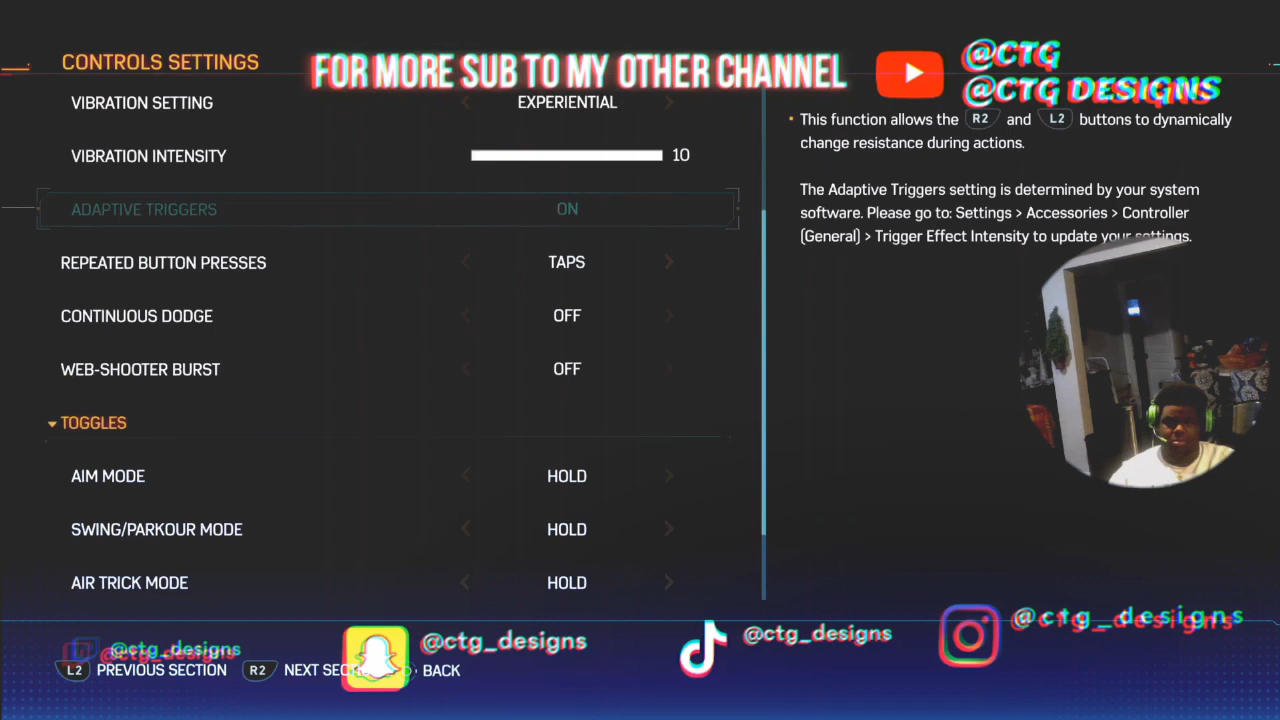 CONTROLS SETTINGS
FOR MORE SUB TO MY OTHER CHANNEL
@CTG
@CTG DESIGNS
VIBRATION SETTING EXPERIENTIAL
VIBRATION INTENSITY 10
ADAPTIVE TRIGGERS ON
REPEATED BUTTON PRESSES TAPS
CONTINUOUS DODGE OFF
WEB-SHOOTER BURST OFF
TOGGLES
AIM MODE HOLD
SWING/PARKOUR MODE HOLD
AIR TRICK MODE HOLD
This function allows the R2 and L2 buttons to dynamically
change resistance during actions.
The Adaptive Triggers setting is determined by your system
software. Please go to: Settings > Accessories > Controller
(General) > Trigger Effect Intensity to update your settings.
@ctg_designs
@ctg_designs
@ctg_designs
@ctg_designs
@ctg_designs
L2 PREVIOUS SECTION R2 NEXT BACK